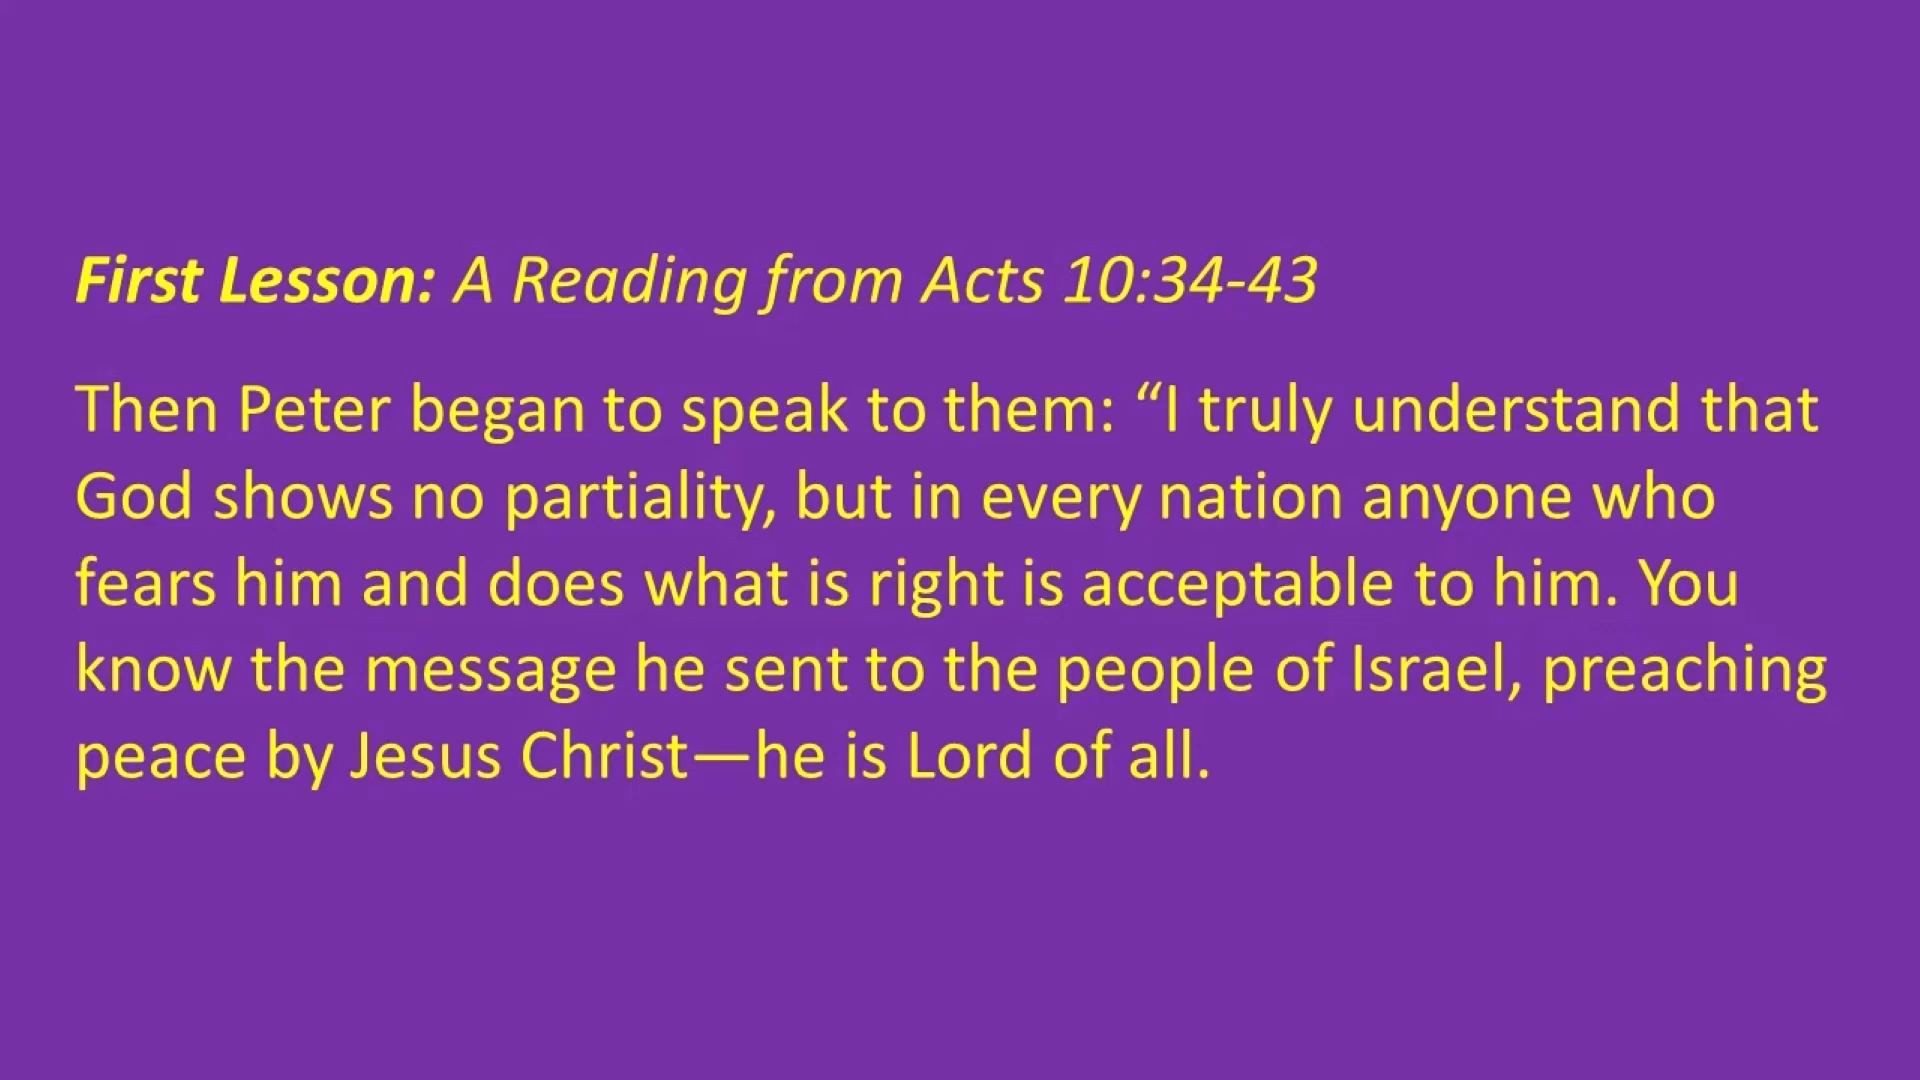 First Lesson: A Reading from Acts 10:34-43
Then Peter began to speak to them: “I truly understand that
God shows no partiality, but in every nation anyone who
fears him and does what is right is acceptable to him. You
know the message he sent to the people of Israel, preaching
peace by Jesus Christ—he is Lord of all.